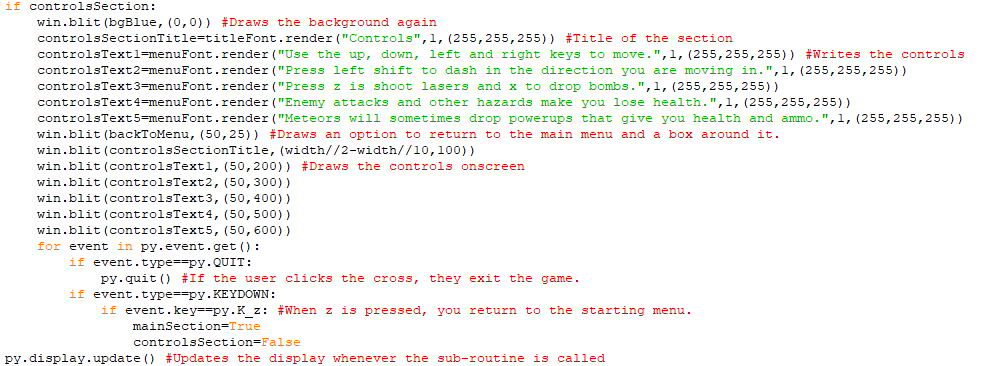 if controlsSection:
    win.blit(bgBlue,(0,0)) #Draws the background again
    controlsSectionTitle=titleFont.render("Controls",1,(255,255,255)) #Title of the section
    controlsText1=menuFont.render("Use the up, down, left and right keys to move.",1,(255,255,255)) #Writes the controls
    controlsText2=menuFont.render("Press left shift to dash in the direction you are moving in.",1,(255,255,255))
    controlsText3=menuFont.render("Press z is shoot lasers and x to drop bombs.",1,(255,255,255))
    controlsText4=menuFont.render("Enemy attacks and other hazards make you lose health.",1,(255,255,255))
    controlsText5=menuFont.render("Meteors will sometimes drop powerups that give you health and ammo.",1,(255,255,255))
    win.blit(backToMenu,(50,25)) #Draws an option to return to the main menu and a box around it.
    win.blit(controlsSectionTitle,(width//2-width//10,100))
    win.blit(controlsText1,(50,200)) #Draws the controls onscreen
    win.blit(controlsText2,(50,300))
    win.blit(controlsText3,(50,400))
    win.blit(controlsText4,(50,500))
    win.blit(controlsText5,(50,600))
    for event in py.event.get():
        if event.type==py.QUIT:
            py.quit() #If the user clicks the cross, they exit the game.
        if event.type==py.KEYDOWN:
            if event.key==py.K_z: #When z is pressed, you return to the starting menu.
                mainSection=True
                controlsSection=False
py.display.update() #Updates the display whenever the sub-routine is called